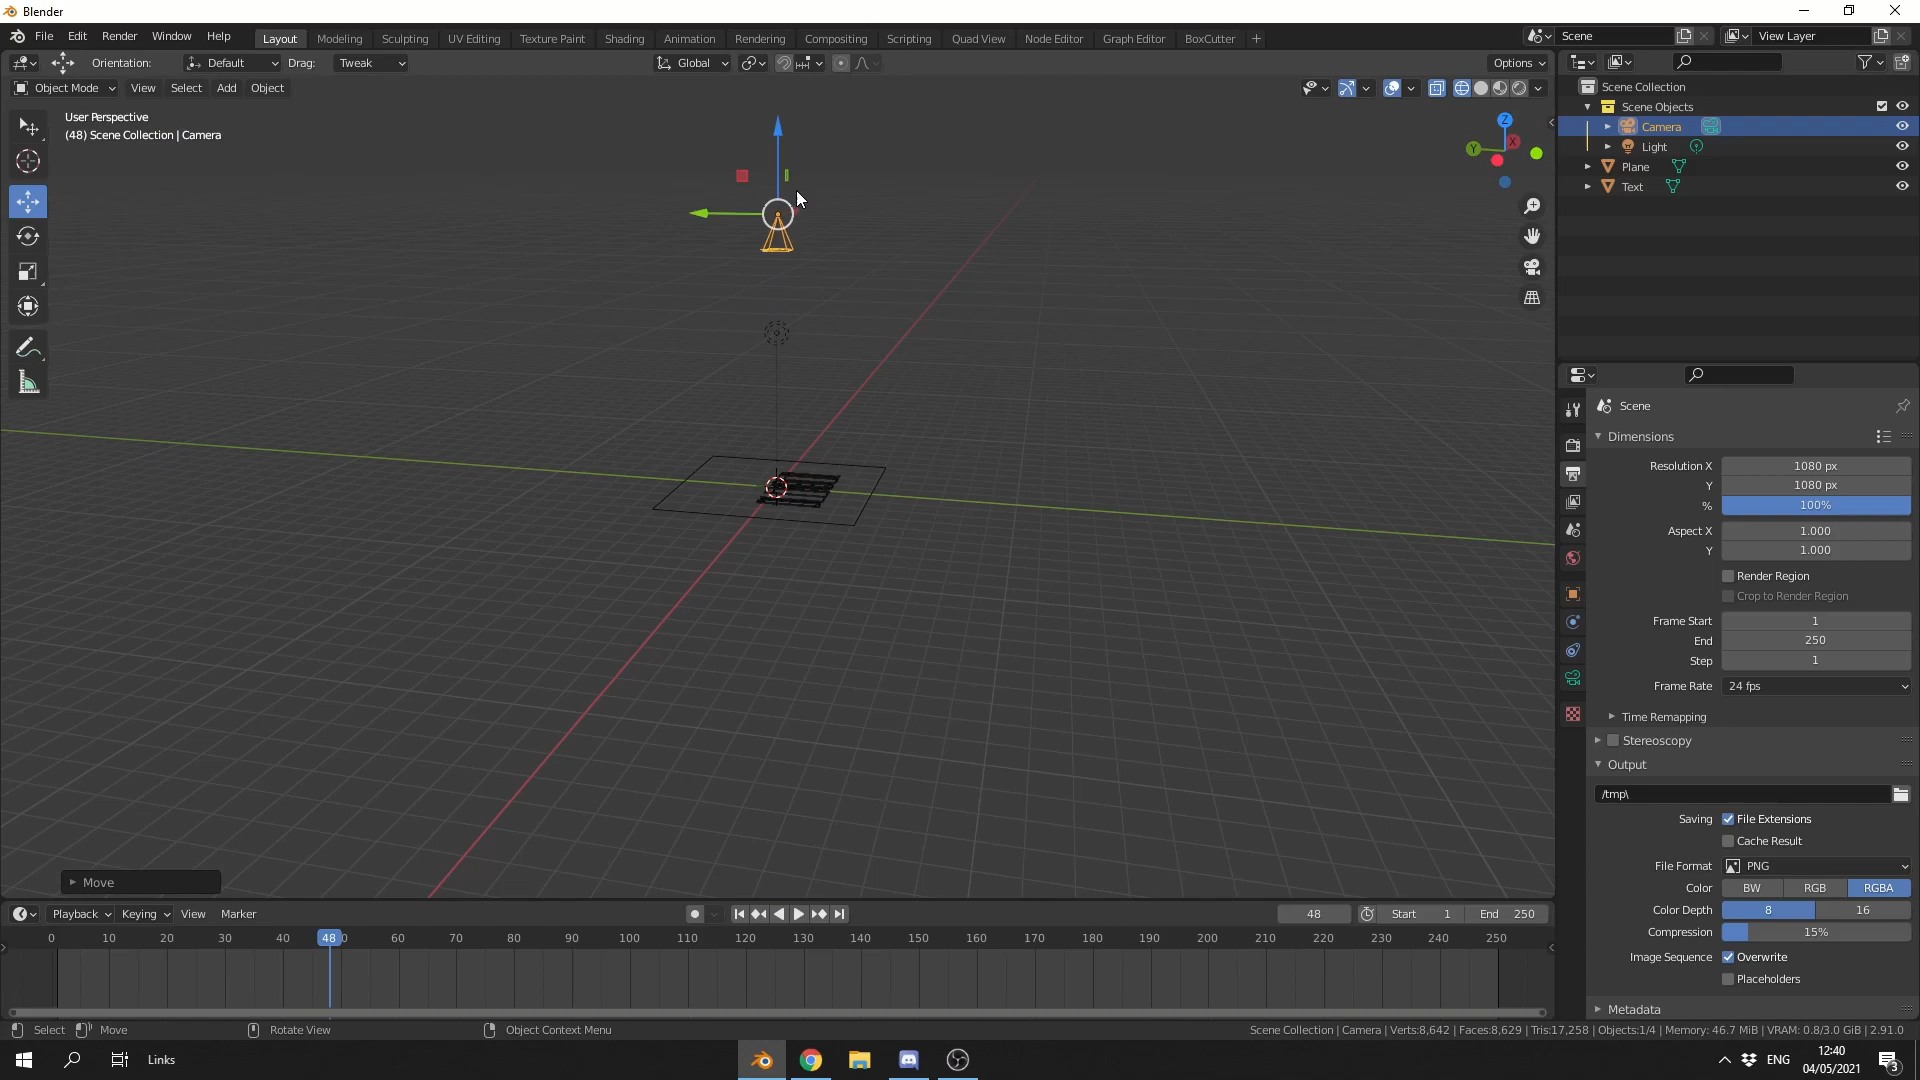 Blender
File Edit Render Window Help
Layout Modeling Sculpting UV Editing Texture Paint Shading Animation Rendering Compositing Scripting Quad View Node Editor Graph Editor BoxCutter +
Scene
View Layer
Orientation: Default Drag: Tweak
Global
Options
Object Mode View Select Add Object
User Perspective
(48) Scene Collection | Camera
Z
X
Y
Scene Collection
Scene Objects
Camera
Light
Plane
Text
Scene
Dimensions
Resolution X 1080 px
Y 1080 px
% 100%
Aspect X 1.000
Y 1.000
Render Region
Crop to Render Region
Frame Start 1
End 250
Step 1
Frame Rate 24 fps
Time Remapping
Stereoscopy
Output
/tmp\
Saving File Extensions
Cache Result
File Format PNG
Color BW RGB RGBA
Color Depth 8 16
Compression 15%
Image Sequence Overwrite
Placeholders
Metadata
Move
Playback Keying View Marker
48 Start 1 End 250
0 10 20 30 40 48 0 60 70 80 90 100 110 120 130 140 150 160 170 180 190 200 210 220 230 240 250
Select Move Rotate View Object Context Menu
Scene Collection | Camera | Verts:8,642 | Faces:8,629 | Tris:17,258 | Objects:1/4 | Memory: 46.7 MiB | VRAM: 0.8/3.0 GiB | 2.91.0
Links
ENG
12:40
04/05/2021
3